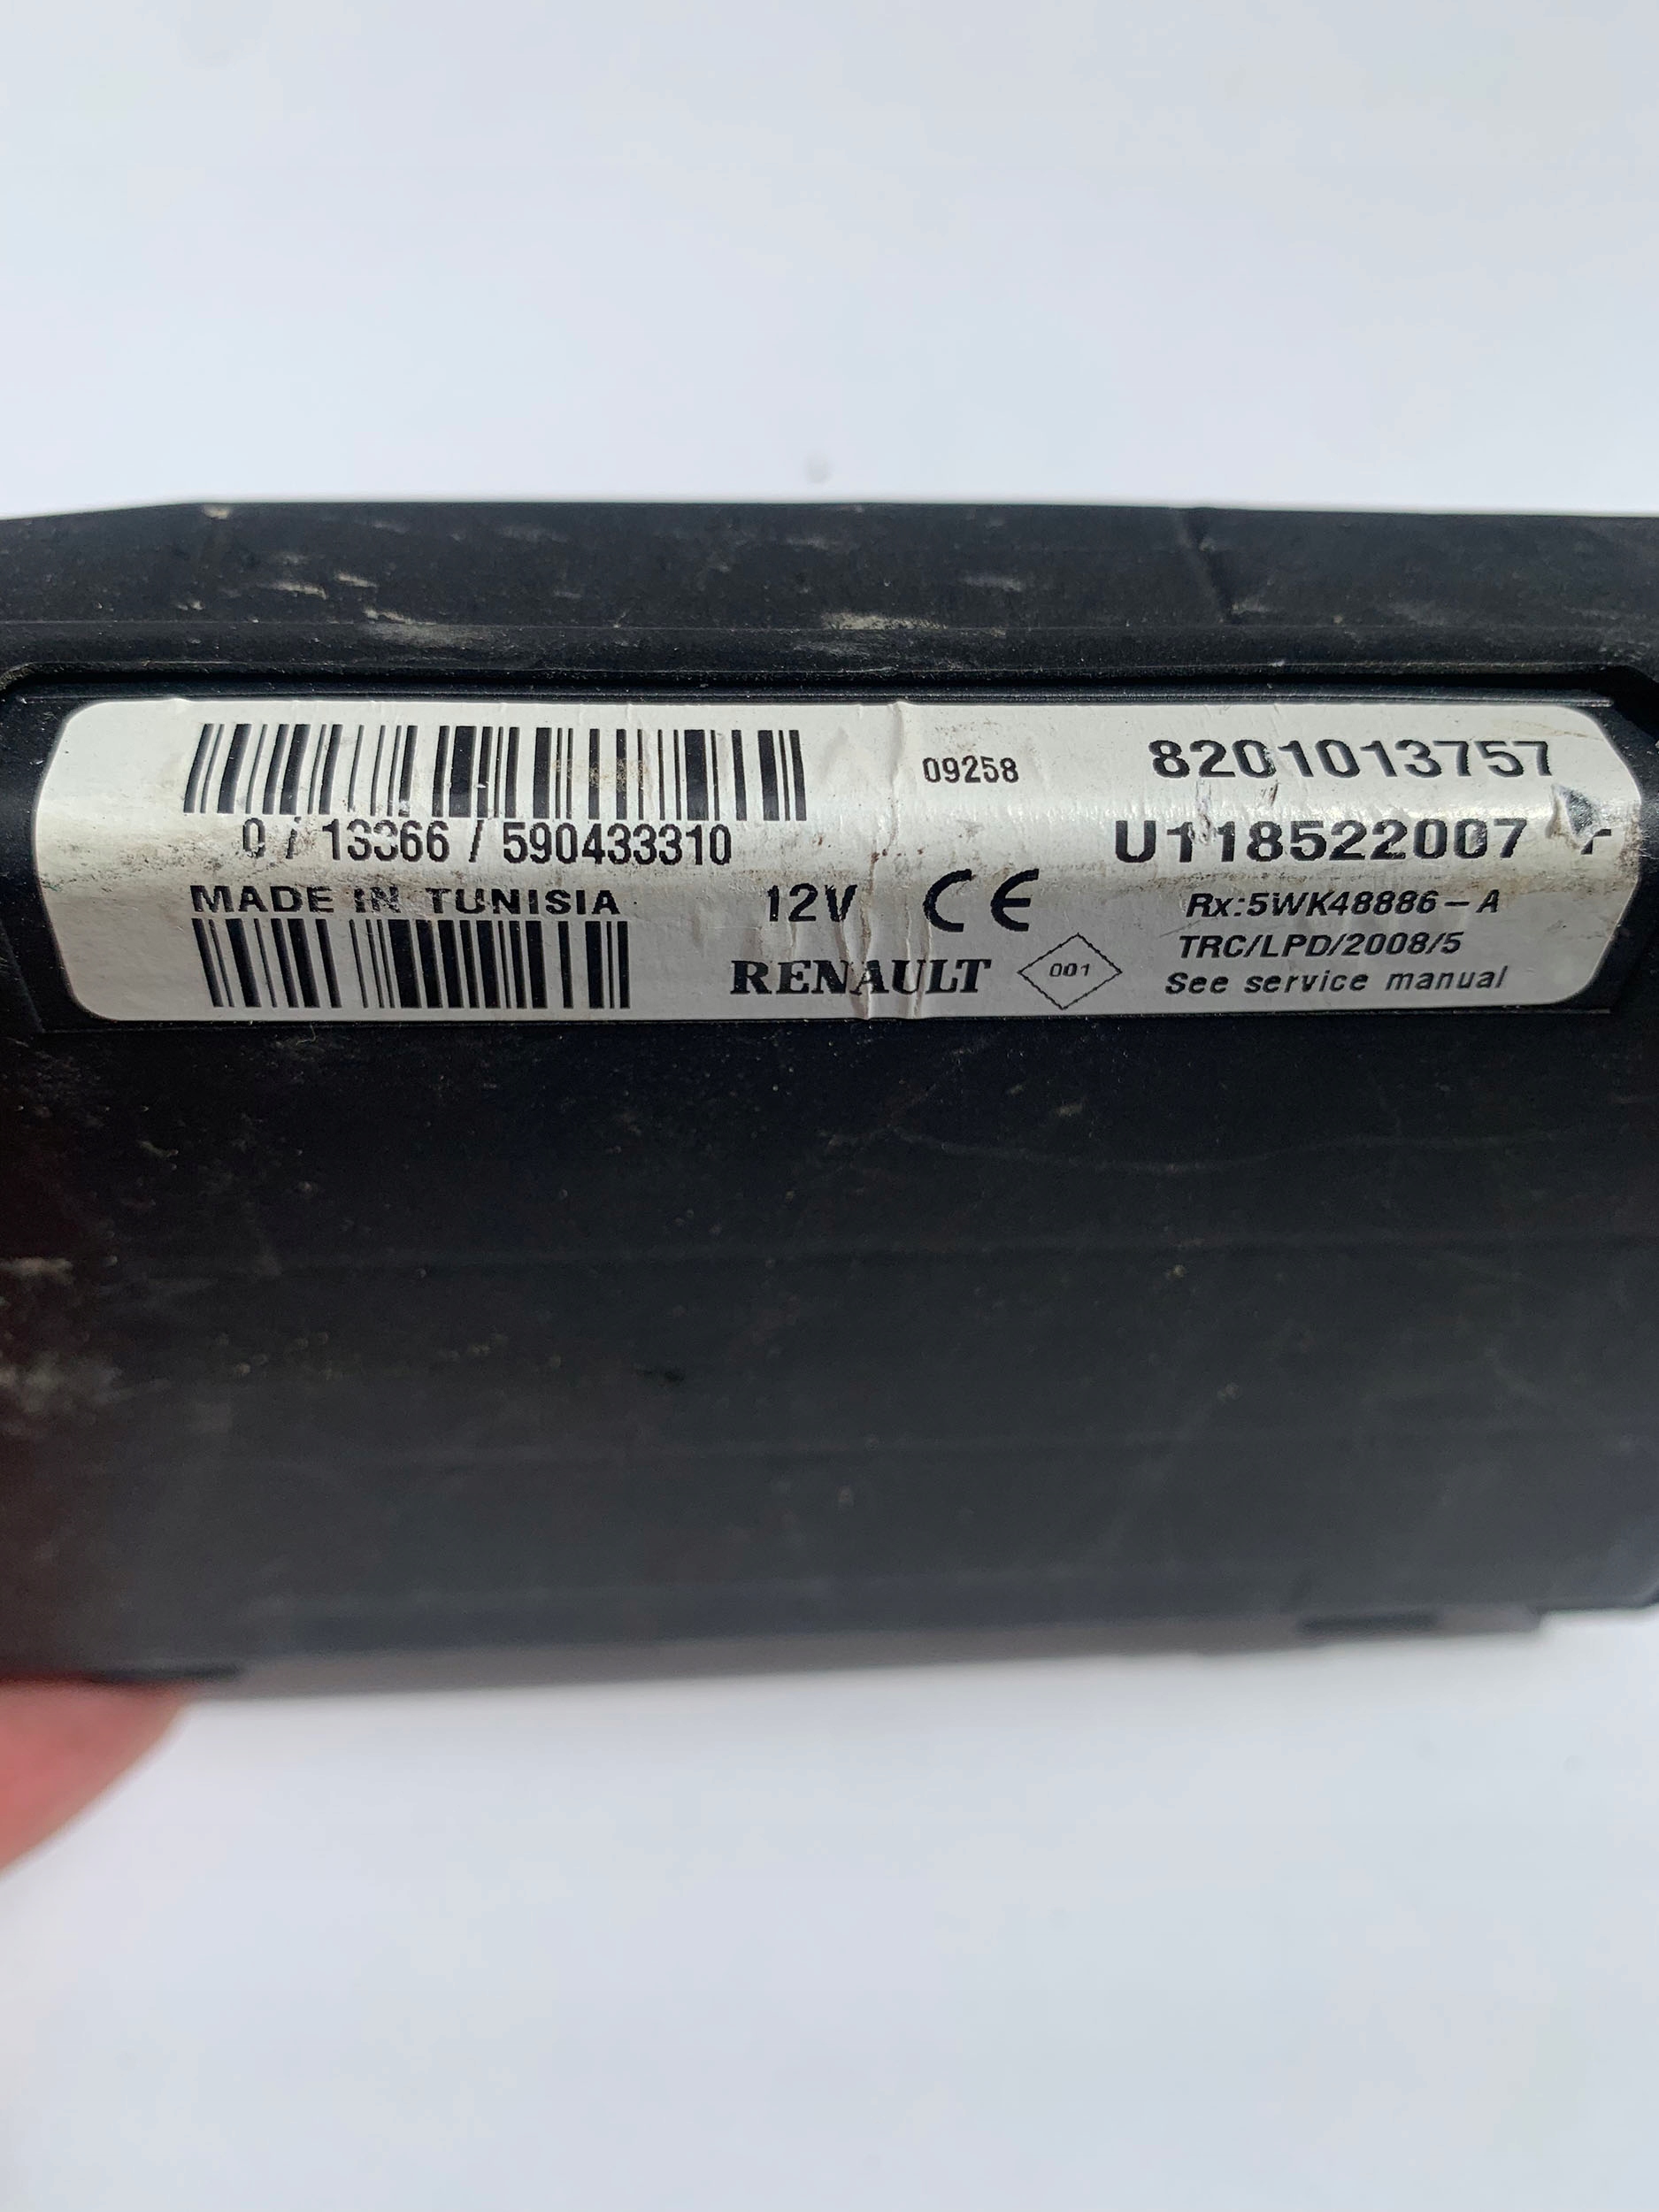 09258
8201013757
0 / 13366 / 590433310
U118522007
MADE IN TUNISIA
12V
CE
Rx:5WK48886-A
TRC/LPD/2008/5
RENAULT
001
See service manual